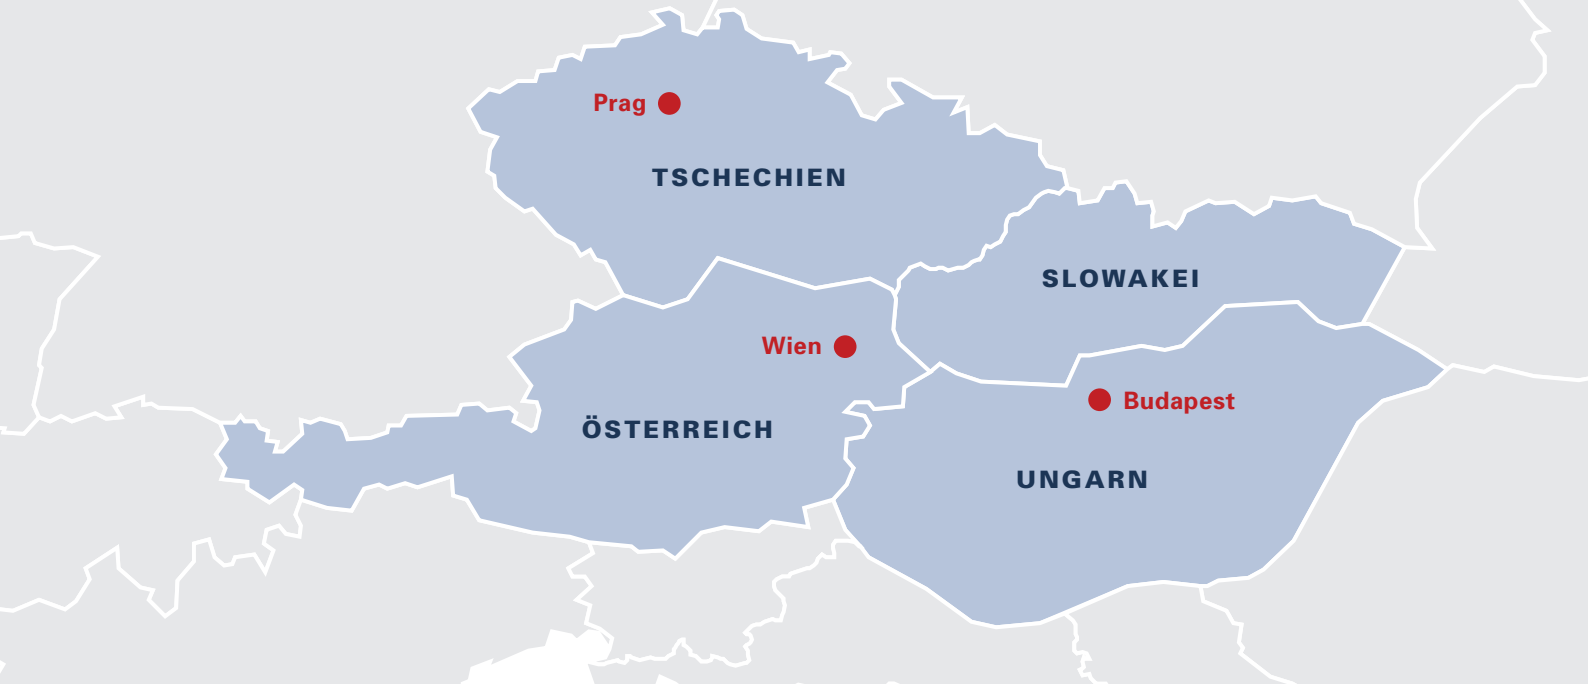 Prag
TSCHECHIEN
SLOWAKEI
Wien
Budapest
ÖSTERREICH
UNGARN